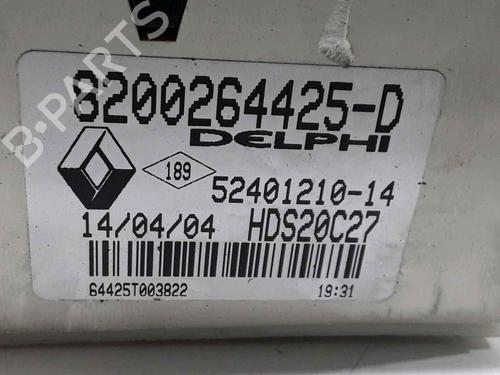 8200264425-D
DELPHI
189
52401210-14
14/04/04 HDS20C27
64425T003822 19:31
B-PARTS